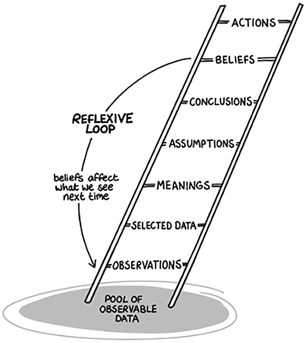 ACTIONS
BELIEFS
CONCLUSIONS
ASSUMPTIONS
MEANINGS
SELECTED DATA
OBSERVATIONS
REFLEXIVE
LOOP
beliefs affect
what we see
next time
POOL OF
OBSERVABLE
DATA